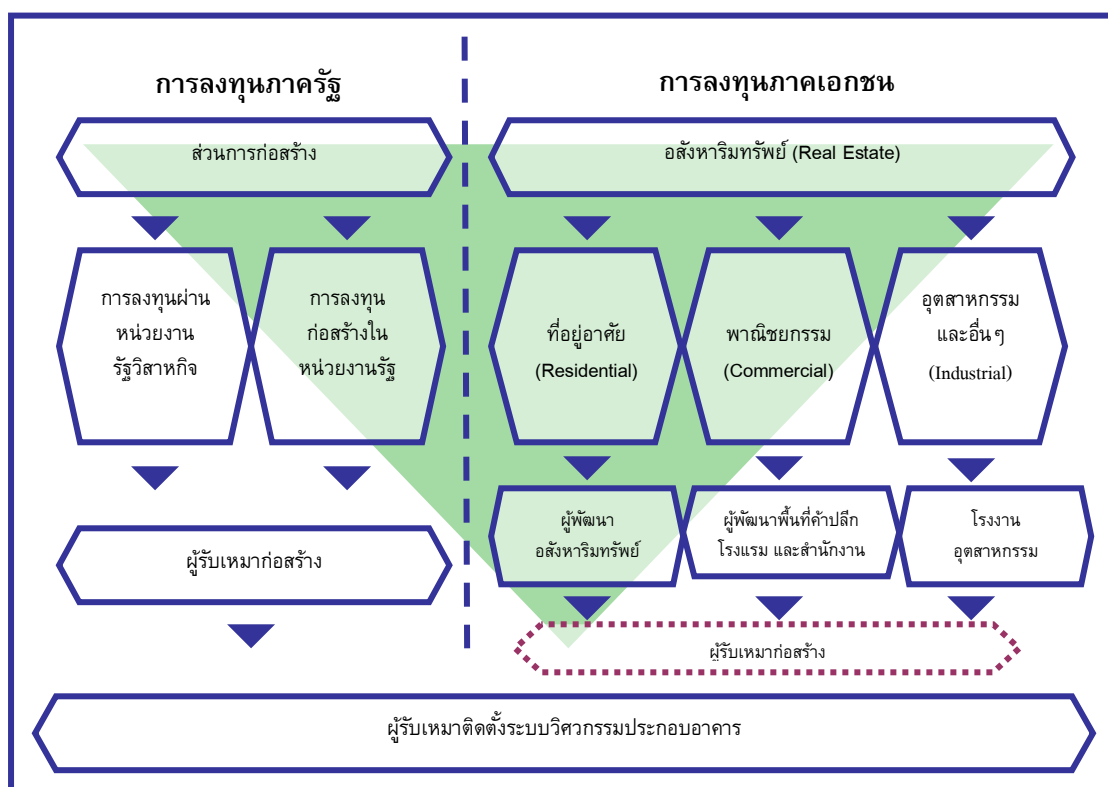 การลงทุนภาครัฐ
การลงทุนภาคเอกชน
ส่วนการก่อสร้าง
อสังหาริมทรัพย์ (Real Estate)
การลงทุนผ่าน
หน่วยงาน
รัฐวิสาหกิจ
การลงทุน
ก่อสร้างใน
หน่วยงานรัฐ
ที่อยู่อาศัย
(Residential)
พาณิชยกรรม
(Commercial)
อุตสาหกรรม
และอื่นๆ
(Industrial)
ผู้รับเหมาก่อสร้าง
ผู้พัฒนา
อสังหาริมทรัพย์
ผู้พัฒนาพื้นที่ค้าปลีก
โรงแรม และสำนักงาน
โรงงาน
อุตสาหกรรม
ผู้รับเหมาก่อสร้าง
ผู้รับเหมาติดตั้งระบบวิศวกรรมประกอบอาคาร